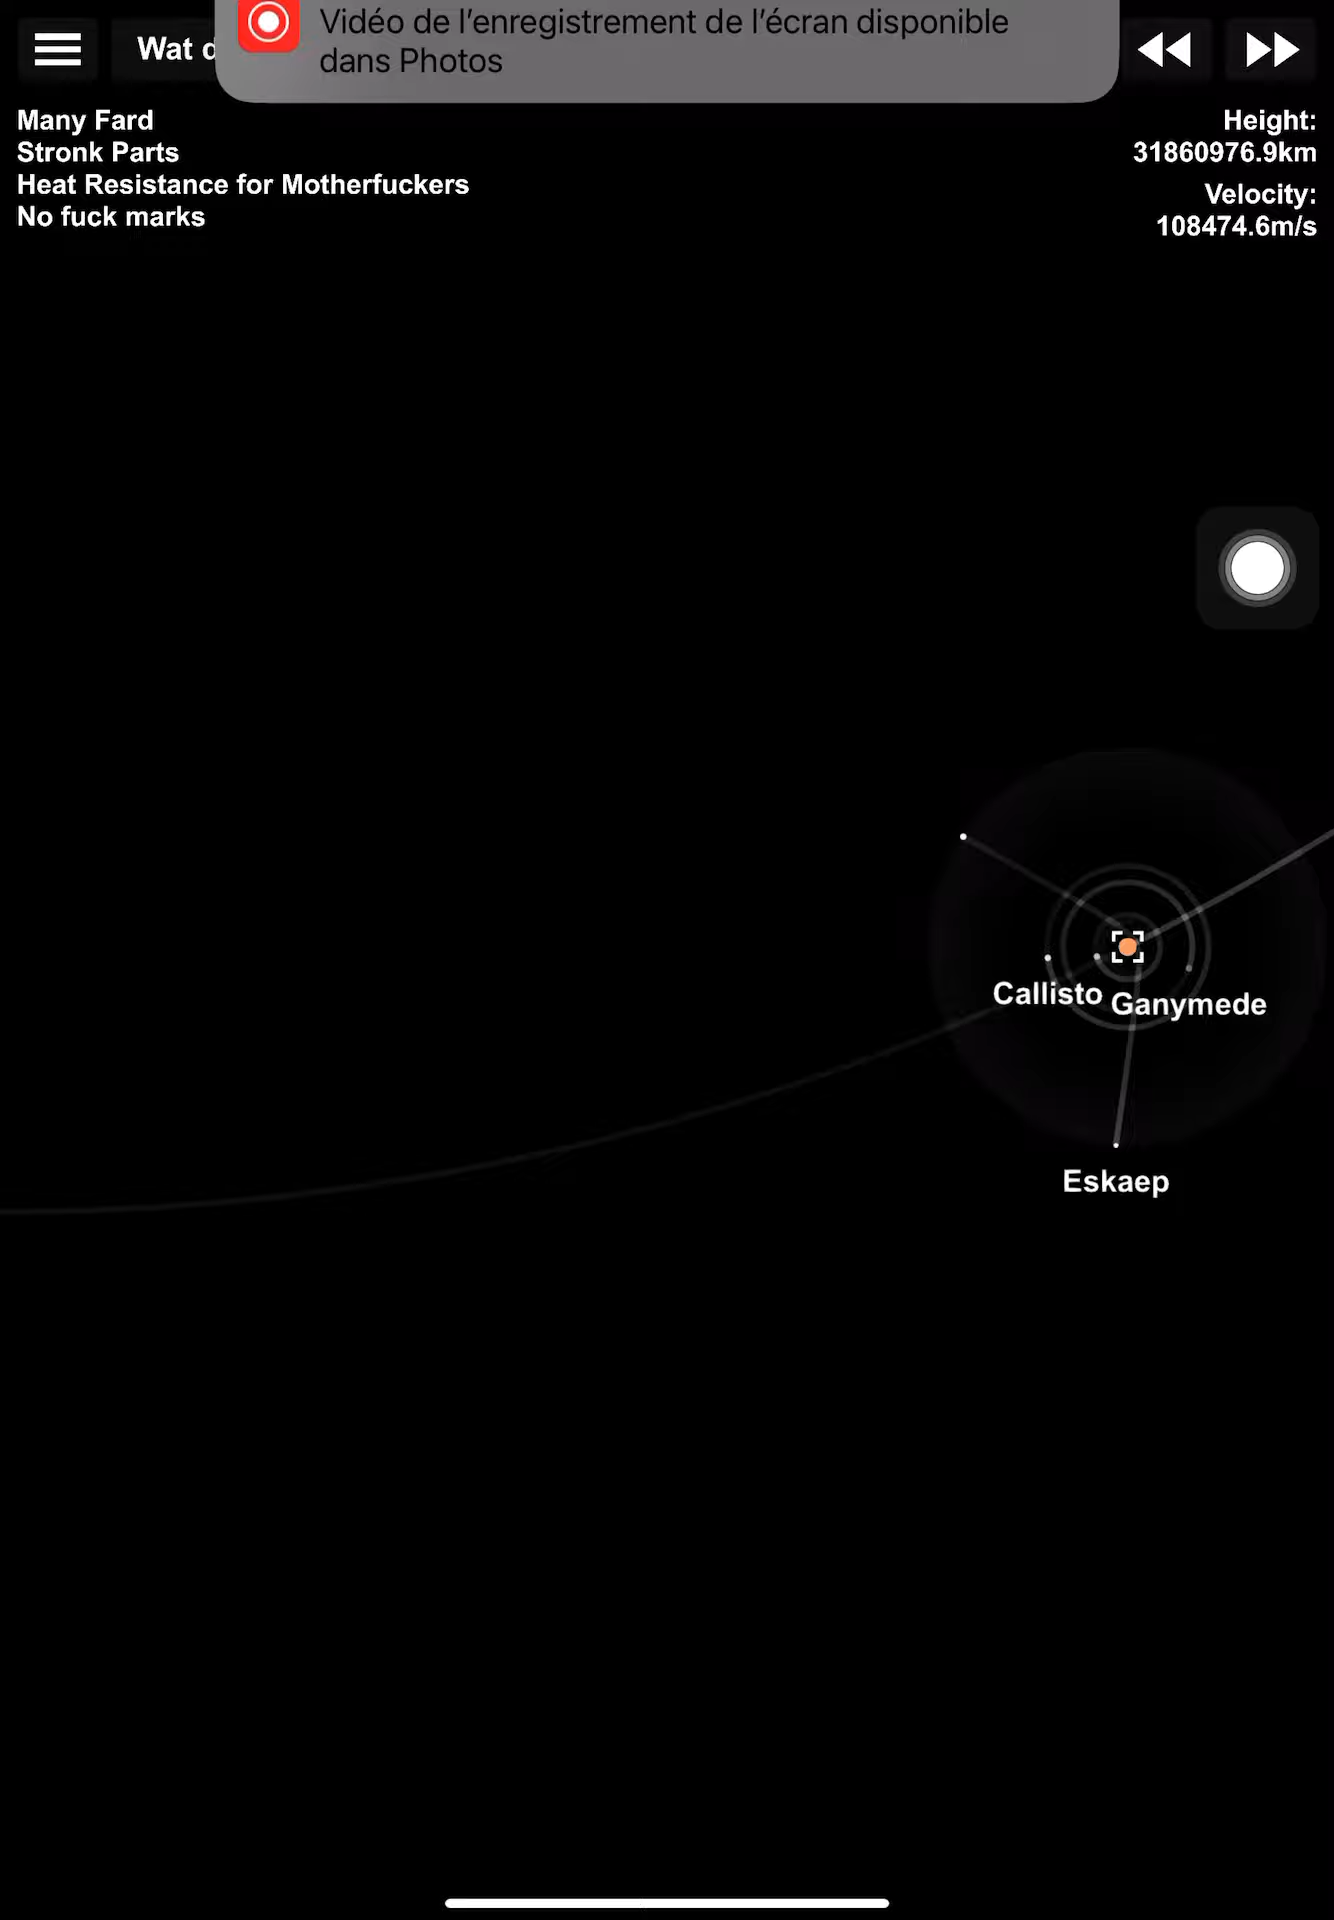 Vidéo de l'enregistrement de l'écran disponible
dans Photos
Wat
Many Fard
Stronk Parts
Heat Resistance for Motherfuckers
No fuck marks
Height:
31860976.9km
Velocity:
108474.6m/s
Callisto
Ganymede
Eskaep